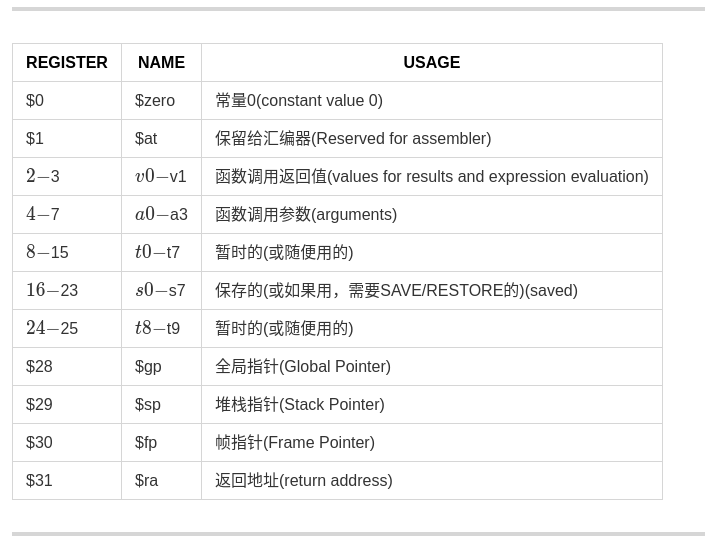 REGISTER NAME USAGE
$0 $zero 常量0(constant value 0)
$1 $at 保留给汇编器(Reserved for assembler)
2–3 v0–v1 函数调用返回值(values for results and expression evaluation)
4–7 a0–a3 函数调用参数(arguments)
8–15 t0–t7 暂时的(或随便用的)
16–23 s0–s7 保存的(或如果用，需要SAVE/RESTORE的)(saved)
24–25 t8–t9 暂时的(或随便用的)
$28 $gp 全局指针(Global Pointer)
$29 $sp 堆栈指针(Stack Pointer)
$30 $fp 帧指针(Frame Pointer)
$31 $ra 返回地址(return address)